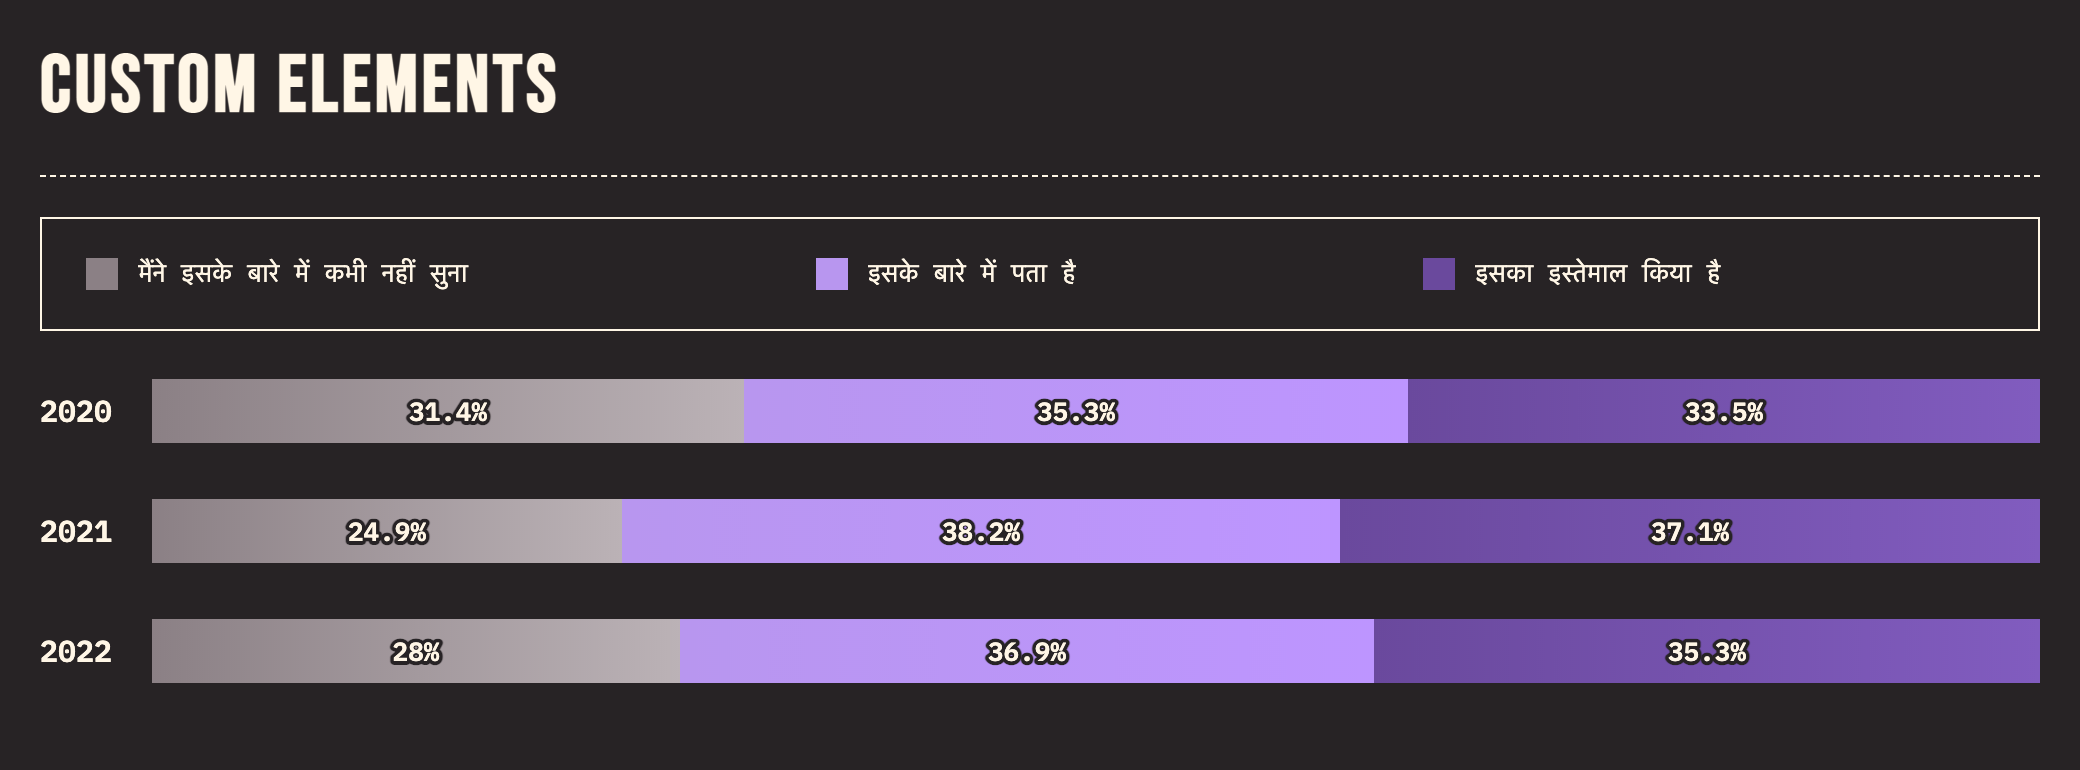 CUSTOM ELEMENTS
मैंने इसके बारे में कभी नहीं सुना इसके बारे में पता है इसका इस्तेमाल किया है
2020 31.4% 35.3% 33.5%
2021 24.9% 38.2% 37.1%
2022 28% 36.9% 35.3%